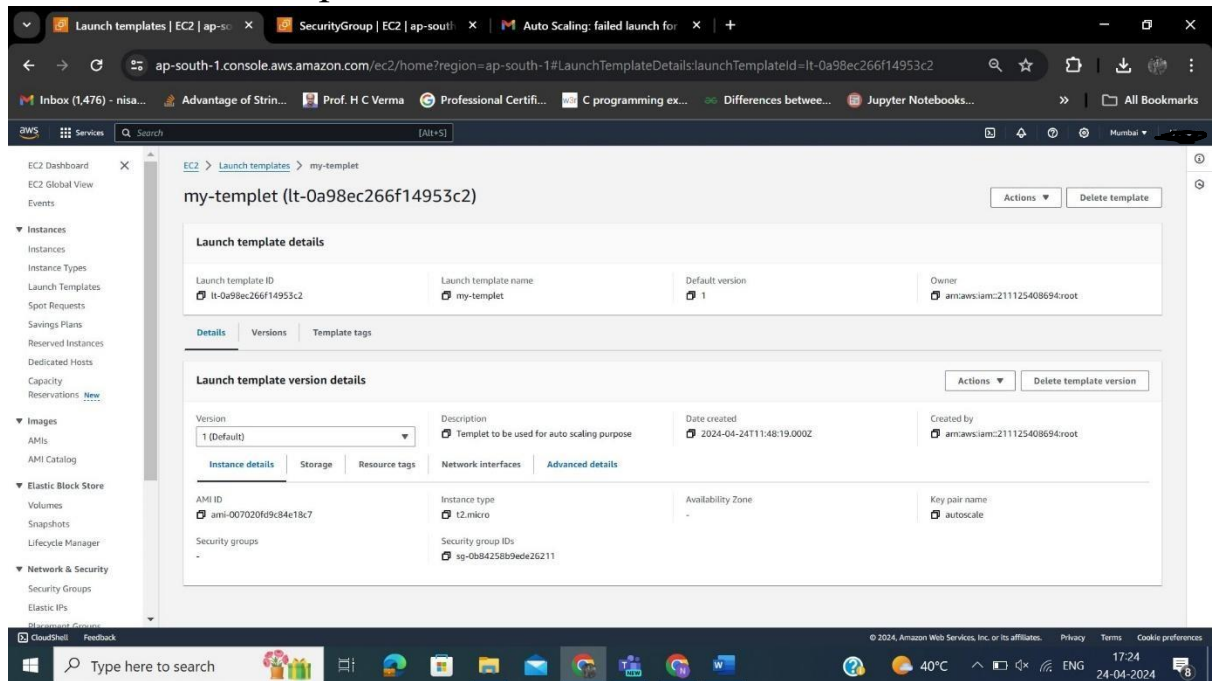 Launch templates | EC2 | ap-so
SecurityGroup | EC2 | ap-south
Auto Scaling: failed launch for
ap-south-1.console.aws.amazon.com/ec2/home?region=ap-south-1#LaunchTemplateDetails:launchTemplateId=lt-0a98ec266f14953c2
Inbox (1,476) - nisa... Advantage of Strin... Prof. H C Verma Professional Certifi... C programming ex... Differences betwee... Jupyter Notebooks... » All Bookmarks
aws Services Search [Alt+S] Mumbai
EC2 Dashboard
EC2 Global View
Events
Instances
Instances
Instance Types
Launch Templates
Spot Requests
Savings Plans
Reserved Instances
Dedicated Hosts
Capacity
Reservations New
Images
AMIs
AMI Catalog
Elastic Block Store
Volumes
Snapshots
Lifecycle Manager
Network & Security
Security Groups
Elastic IPs
Placement Groups
EC2 > Launch templates > my-templet
my-templet (lt-0a98ec266f14953c2)
Actions Delete template
Launch template details
Launch template ID
lt-0a98ec266f14953c2
Launch template name
my-templet
Default version
1
Owner
arn:aws:iam::211125408694:root
Details Versions Template tags
Launch template version details
Actions Delete template version
Version
1 (Default)
Description
Templet to be used for auto scaling purpose
Date created
2024-04-24T11:48:19.000Z
Created by
arn:aws:iam::211125408694:root
Instance details Storage Resource tags Network interfaces Advanced details
AMI ID
ami-007020fd9c84e18c7
Instance type
t2.micro
Availability Zone
-
Key pair name
autoscale
Security groups
-
Security group IDs
sg-0b84258b9ede26211
CloudShell Feedback © 2024, Amazon Web Services, Inc. or its affiliates. Privacy Terms Cookie preferences
Type here to search
NEW
40°C ENG
17:24
24-04-2024
8